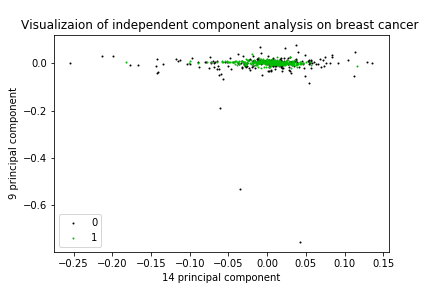 Visualizaion of independent component analysis on breast cancer
0.0
−0.2
−0.4
−0.6
9 principal component
0
1
−0.25 −0.20 −0.15 −0.10 −0.05 0.00 0.05 0.10 0.15
14 principal component